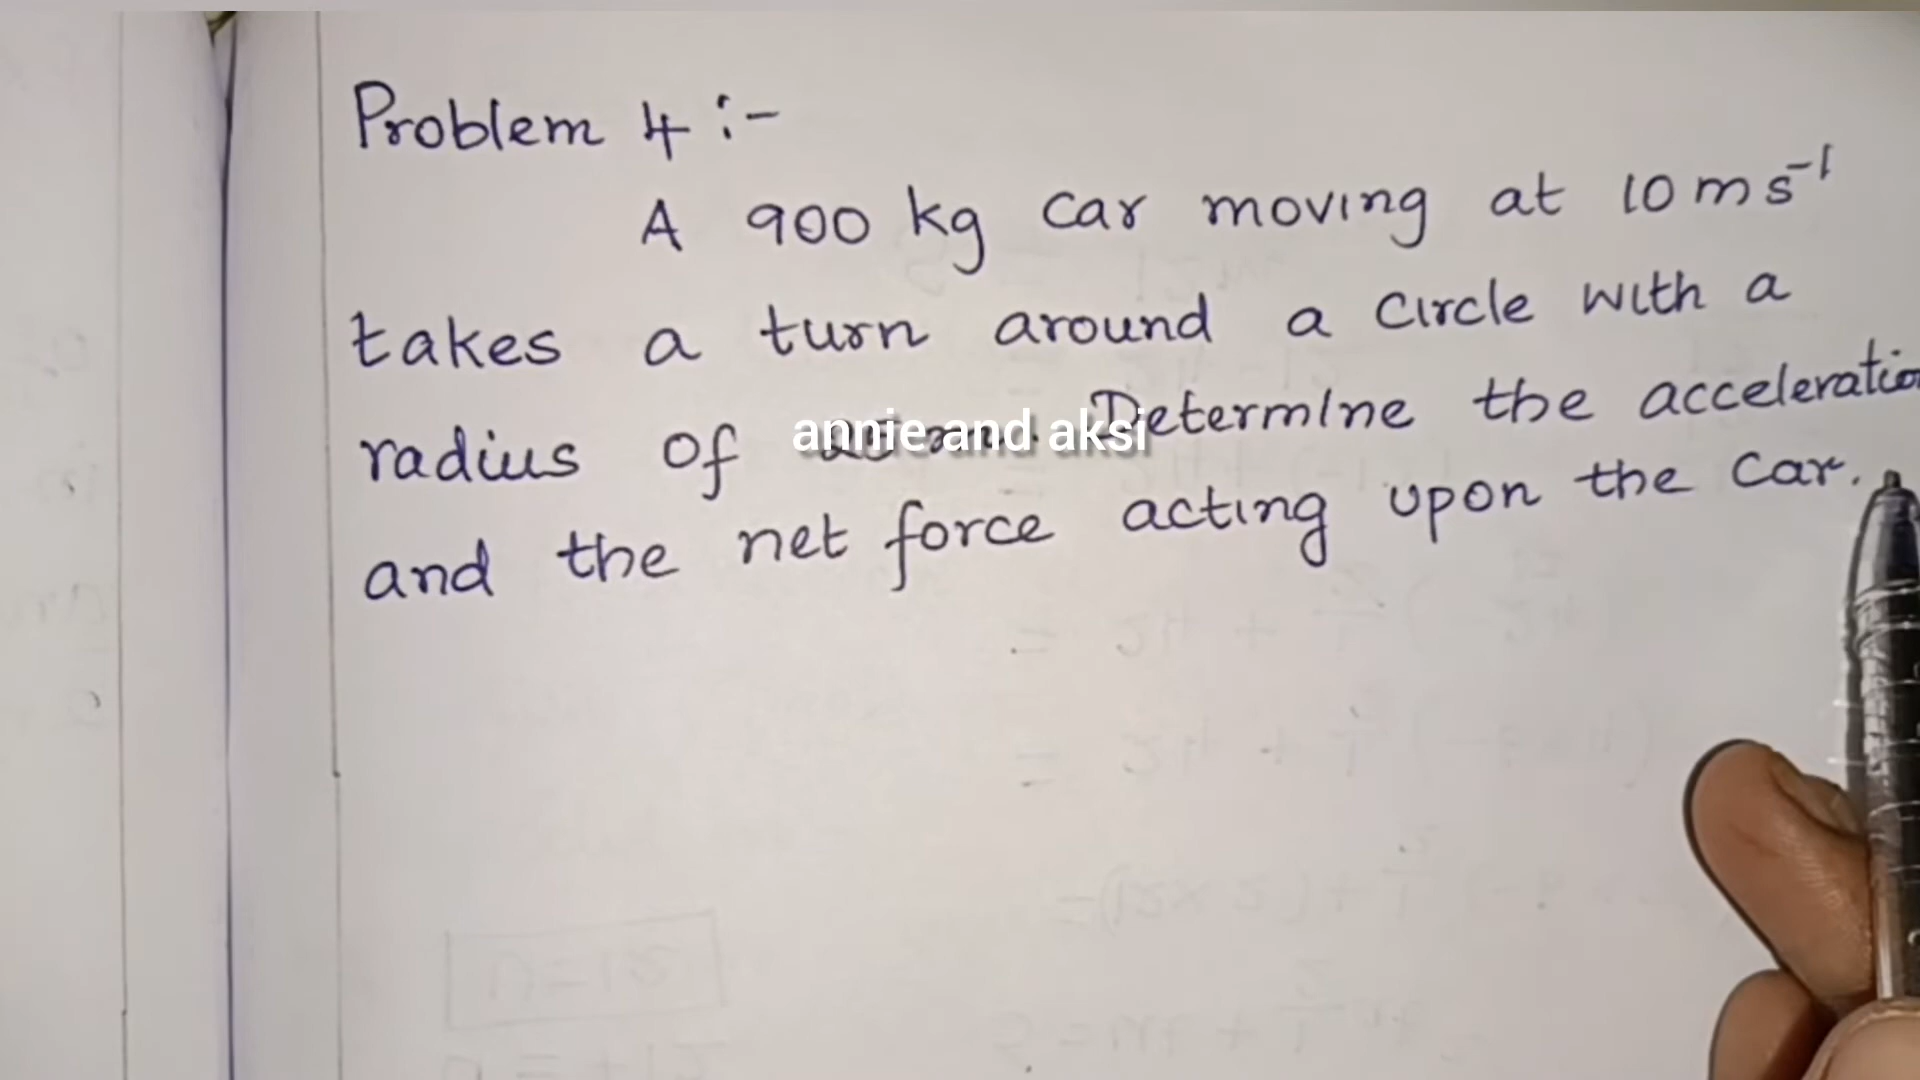 Problem 4 :-
A 900 kg car moving at 10 ms⁻¹
takes a turn around a circle with a
radius of Determine the acceleration
annie and aksi
and the net force acting upon the car.